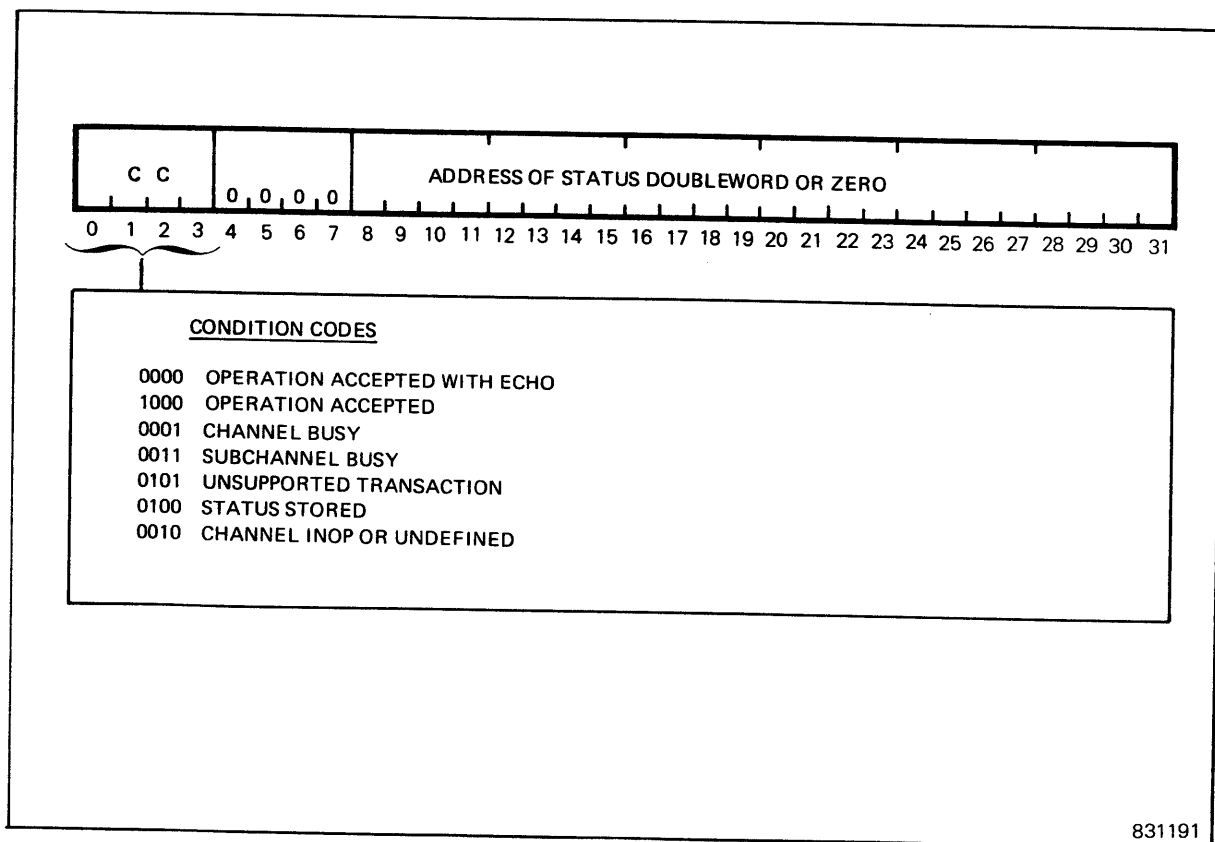 C C
0 0 0 0
ADDRESS OF STATUS DOUBLEWORD OR ZERO
0 1 2 3 4 5 6 7 8 9 10 11 12 13 14 15 16 17 18 19 20 21 22 23 24 25 26 27 28 29 30 31
CONDITION CODES
0000 OPERATION ACCEPTED WITH ECHO
1000 OPERATION ACCEPTED
0001 CHANNEL BUSY
0011 SUBCHANNEL BUSY
0101 UNSUPPORTED TRANSACTION
0100 STATUS STORED
0010 CHANNEL INOP OR UNDEFINED
831191